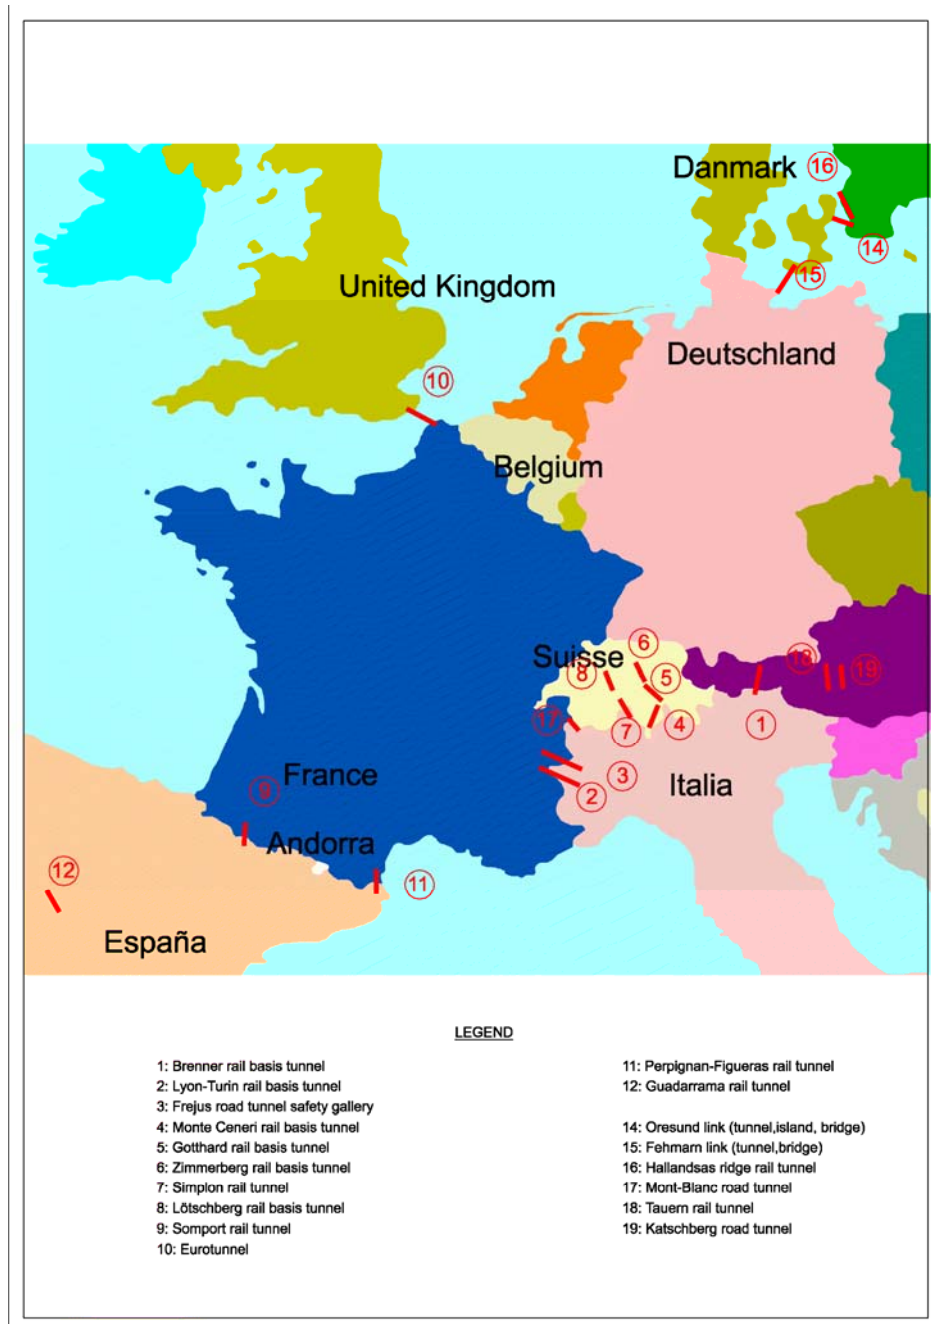 Danmark 16
14
15
United Kingdom
Deutschland
10
Belgium
6
Suisse
18
19
8
5
17
7
4
1
France
3
Italia
9
2
Andorra
12
11
España
LEGEND
1: Brenner rail basis tunnel
2: Lyon-Turin rail basis tunnel
3: Frejus road tunnel safety gallery
4: Monte Ceneri rail basis tunnel
5: Gotthard rail basis tunnel
6: Zimmerberg rail basis tunnel
7: Simplon rail tunnel
8: Lötschberg rail basis tunnel
9: Somport rail tunnel
10: Eurotunnel
11: Perpignan-Figueras rail tunnel
12: Guadarrama rail tunnel
14: Oresund link (tunnel,island, bridge)
15: Fehmarn link (tunnel,bridge)
16: Hallandsas ridge rail tunnel
17: Mont-Blanc road tunnel
18: Tauern rail tunnel
19: Katschberg road tunnel